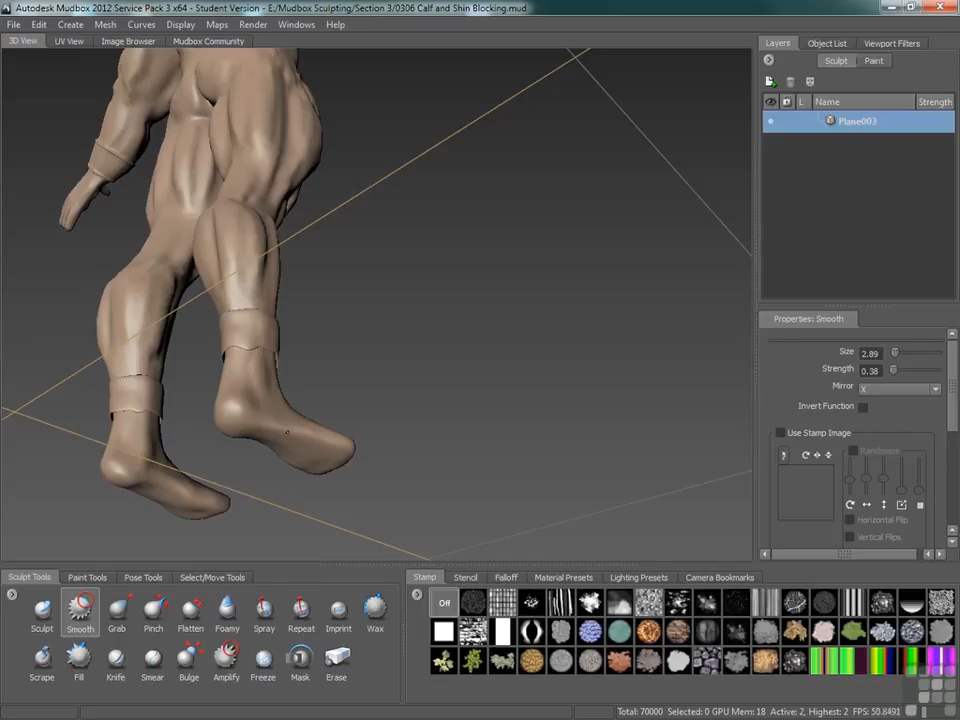 Autodesk Mudbox 2012 Service Pack 3 x64 - Student Version - E:/Mudbox Sculpting/Section 3/0306 Calf and Shin Blocking.mud
File Edit Create Mesh Curves Display Maps Render Windows Help
3D View UV View Image Browser Mudbox Community
Layers Object List Viewport Filters
Sculpt Paint
L Name Strength
Plane003
Properties: Smooth
Size 2.89
Strength 0.38
Mirror X
Invert Function
Use Stamp Image
Randomize
Horizontal Flip
Vertical Flips
Sculpt Tools Paint Tools Pose Tools Select/Move Tools
Stamp Stencil Falloff Material Presets Lighting Presets Camera Bookmarks
Off
Sculpt Smooth Grab Pinch Flatten Foamy Spray Repeat Imprint Wax
Scrape Fill Knife Smear Bulge Amplify Freeze Mask Erase
Total: 70000 Selected: 0 GPU Mem: 18 Active: 2, Highest: 2 FPS: 50.8491